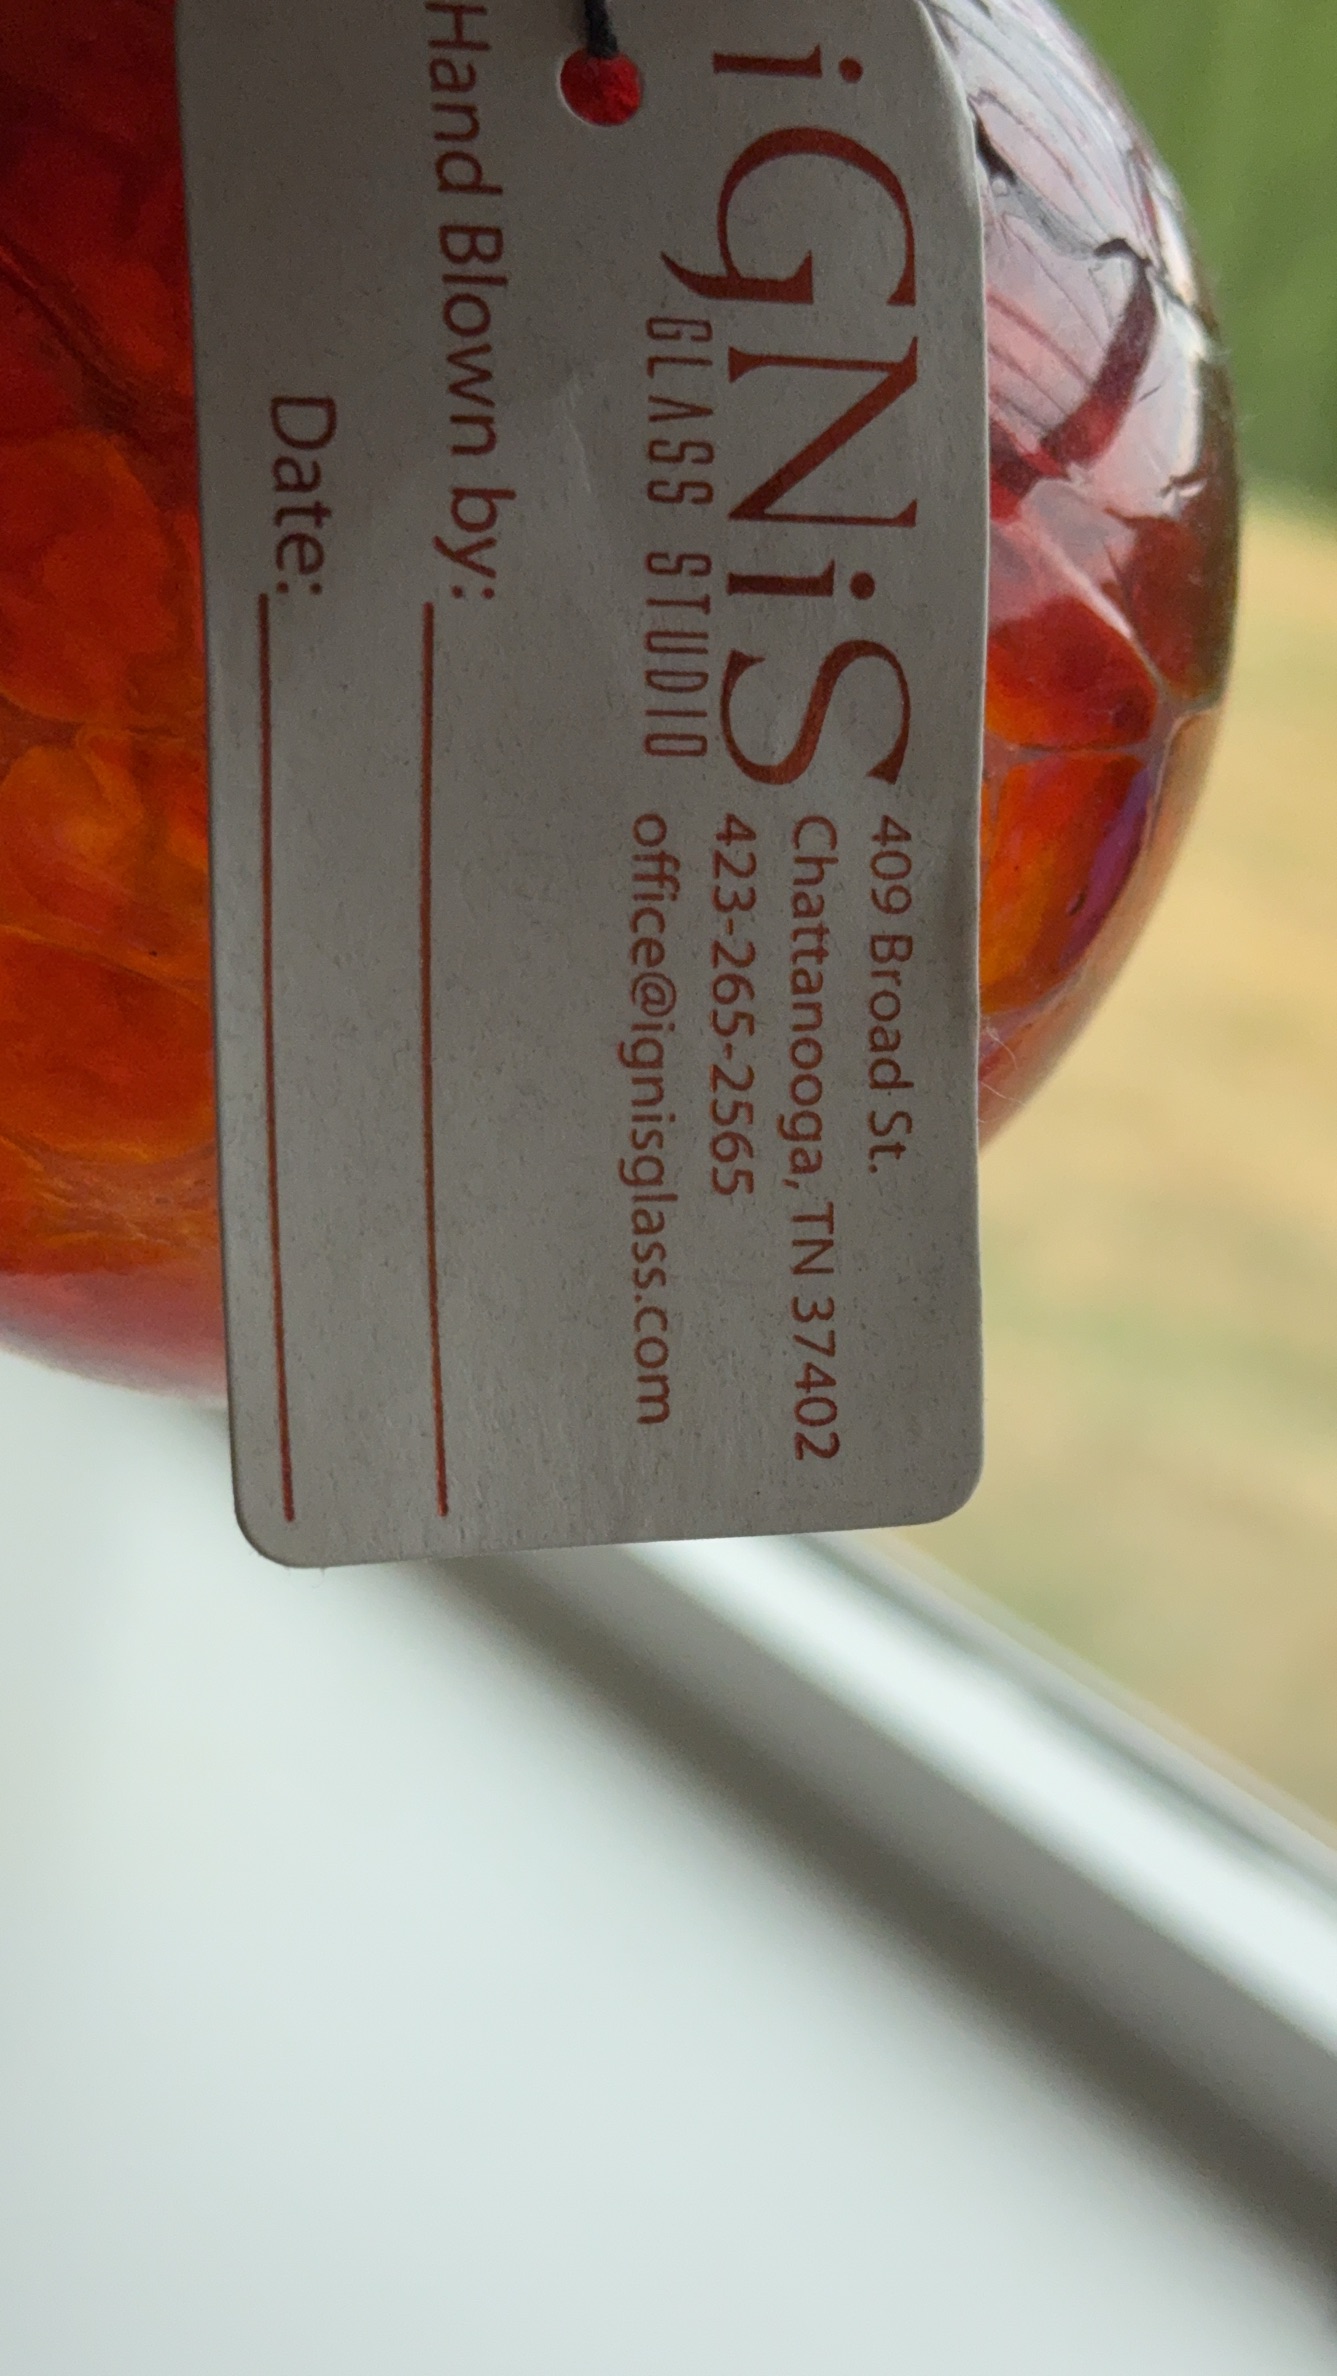 iGNiS
GLASS STUDIO
409 Broad St.
Chattanooga, TN 37402
423-265-2565
office@ignisglass.com
Hand Blown by:
Date: